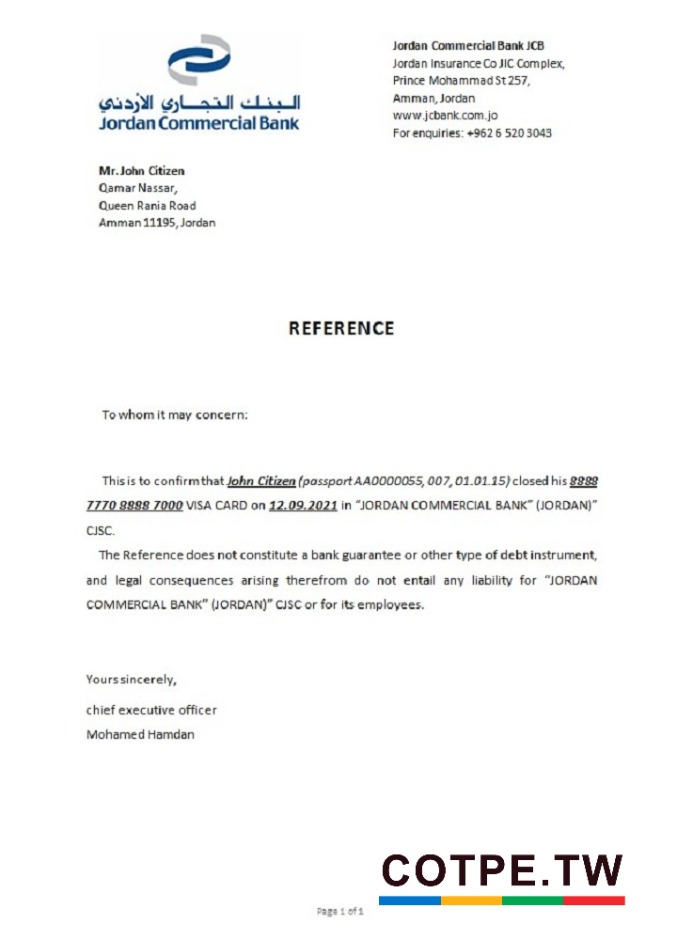 البنك التجاري الأردني
Jordan Commercial Bank
Jordan Commercial Bank JCB
Jordan Insurance Co JIC Complex,
Prince Mohammad St 257,
Amman, Jordan
www.jcbank.com.jo
For enquiries: +962 6 520 3043
Mr. John Citizen
Qamar Nassar,
Queen Rania Road
Amman 11195, Jordan
REFERENCE
To whom it may concern:
This is to confirm that John Citizen (passport AA0000055, 007, 01.01.15) closed his 8888
7770 8888 7000 VISA CARD on 12.09.2021 in “JORDAN COMMERCIAL BANK” (JORDAN)”
CJSC.
The Reference does not constitute a bank guarantee or other type of debt instrument,
and legal consequences arising therefrom do not entail any liability for “JORDAN
COMMERCIAL BANK” (JORDAN)” CJSC or for its employees.
Yours sincerely,
chief executive officer
Mohamed Hamdan
COTPE.TW
Page 1 of 1